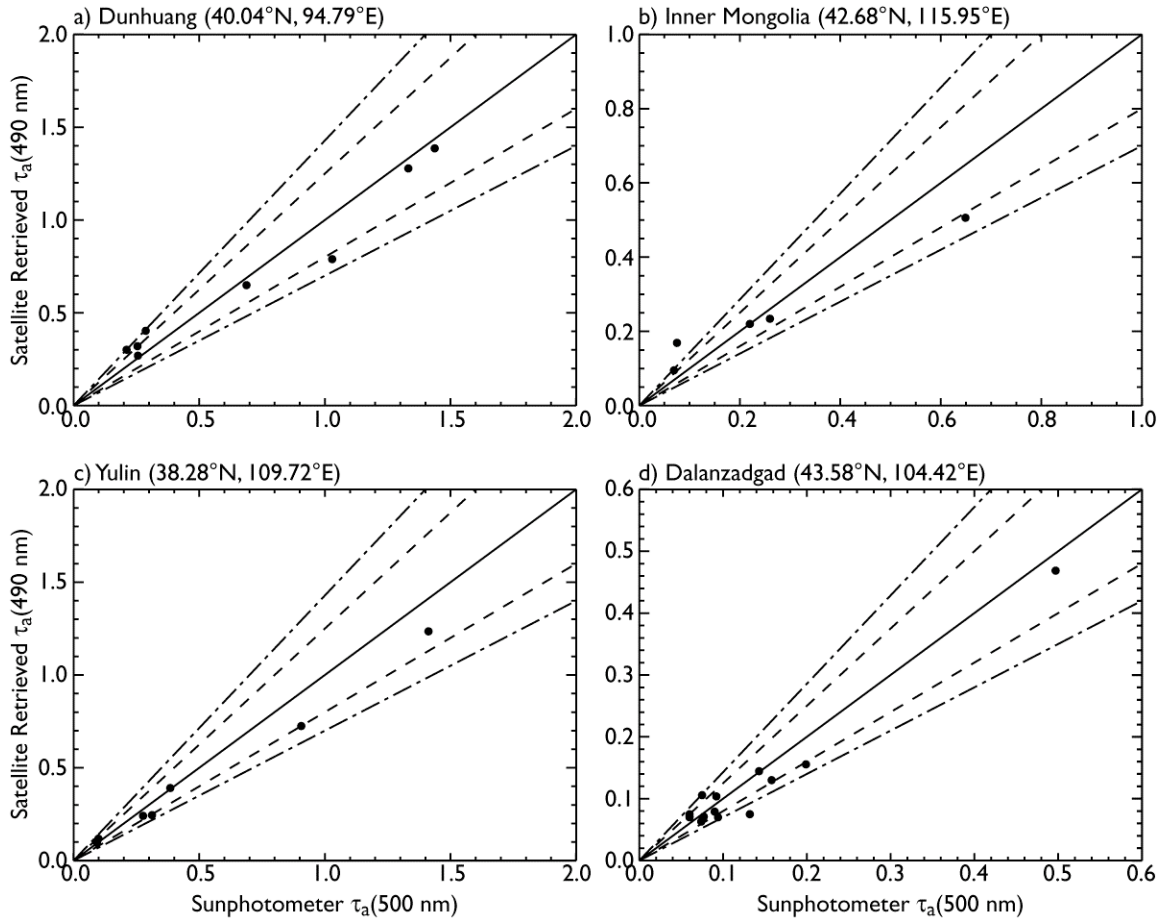 a) Dunhuang (40.04°N, 94.79°E)
2.0
1.5
1.0
0.5
0.0
0.0 0.5 1.0 1.5 2.0
Satellite Retrieved τa(490 nm)
b) Inner Mongolia (42.68°N, 115.95°E)
1.0
0.8
0.6
0.4
0.2
0.0
0.0 0.2 0.4 0.6 0.8 1.0
c) Yulin (38.28°N, 109.72°E)
2.0
1.5
1.0
0.5
0.0
0.0 0.5 1.0 1.5 2.0
Satellite Retrieved τa(490 nm)
Sunphotometer τa(500 nm)
d) Dalanzadgad (43.58°N, 104.42°E)
0.6
0.5
0.4
0.3
0.2
0.1
0.0
0.0 0.1 0.2 0.3 0.4 0.5 0.6
Sunphotometer τa(500 nm)